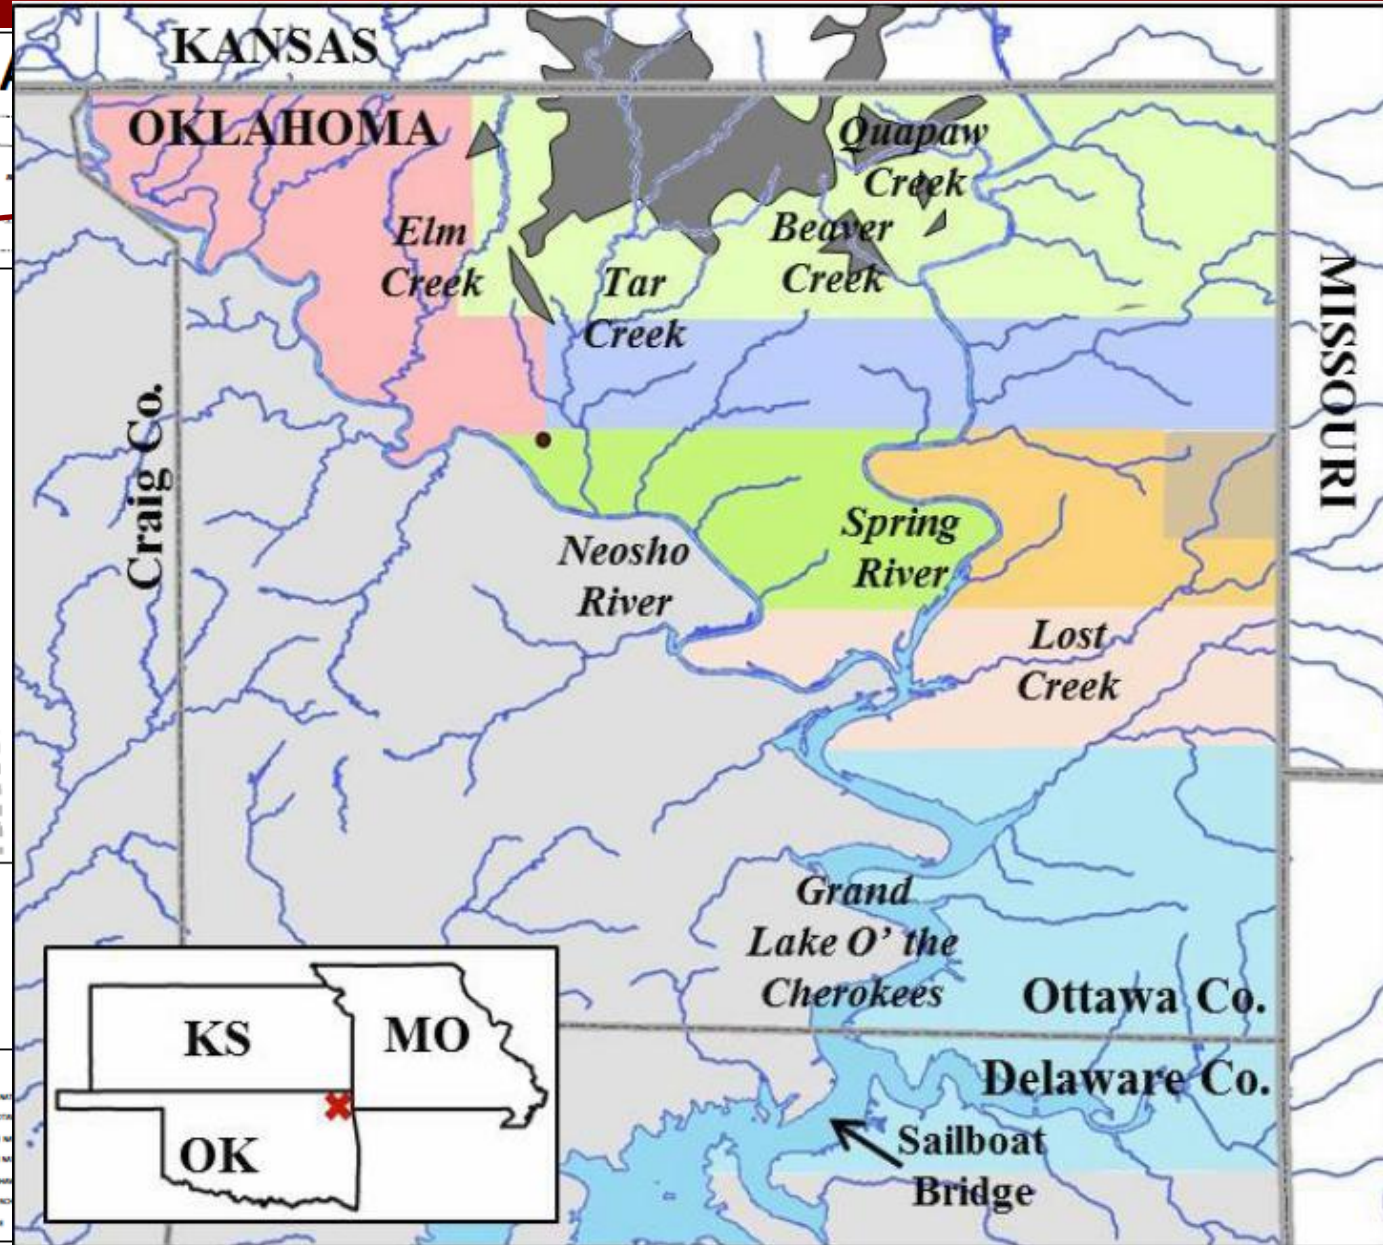 KANSAS
OKLAHOMA
Quapaw
Creek
Elm
Creek
Beaver
Creek
Tar
Creek
MISSOURI
Craig Co.
Spring
River
Neosho
River
Lost
Creek
Grand
Lake O' the
Cherokees
Ottawa Co.
Delaware Co.
Sailboat
Bridge
KS
MO
OK